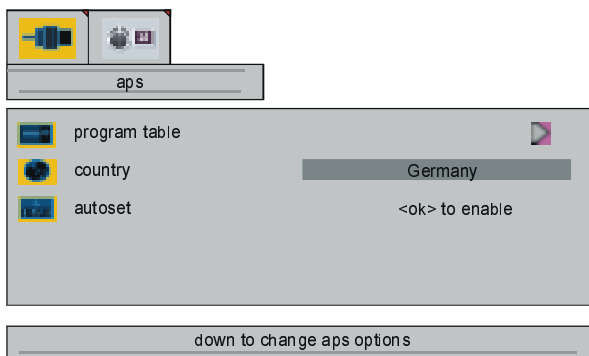 aps
program table
country Germany
autoset <ok> to enable
down to change aps options